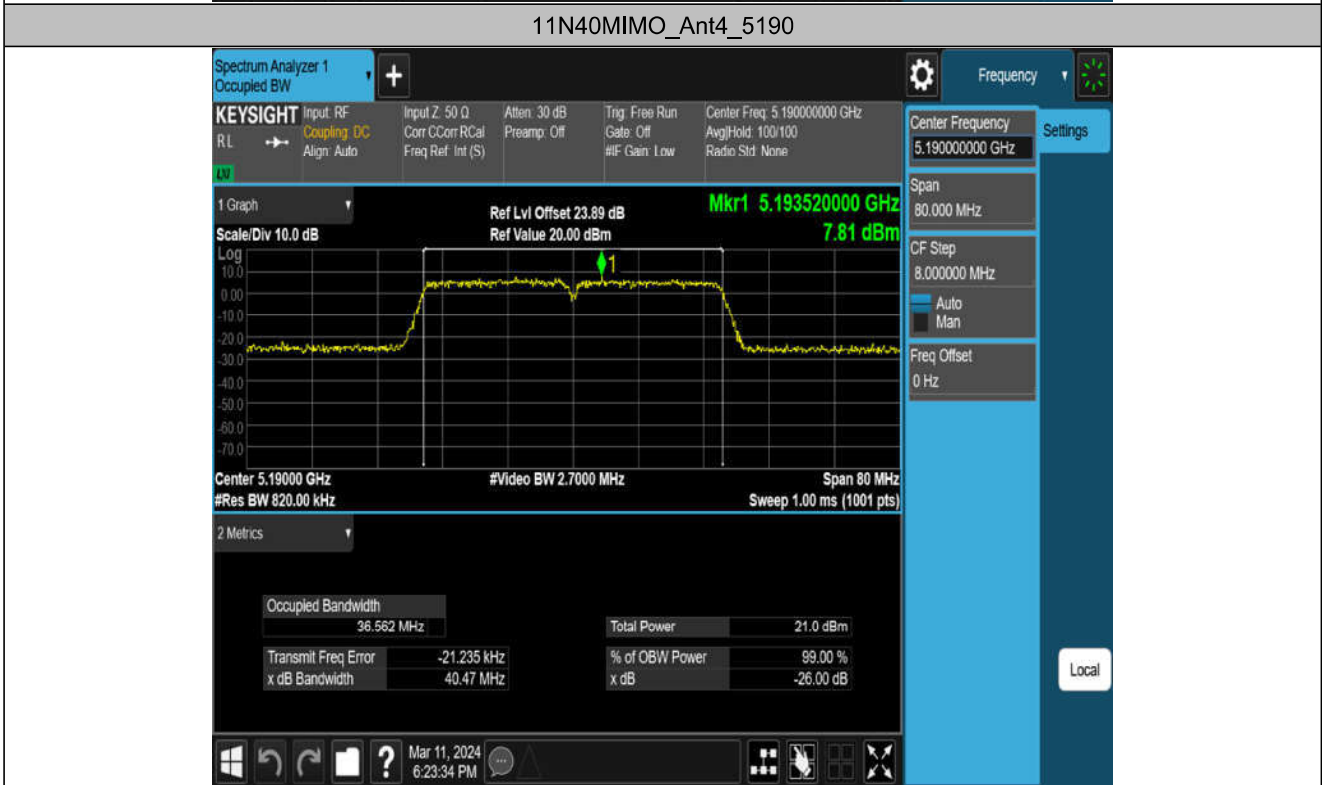 11N40MIMO_Ant4_5190
Spectrum Analyzer 1
Occupied BW
Frequency
KEYSIGHT
RL
Input: RF
Coupling: DC
Align: Auto
Input Z: 50 Ω
Corr CCorr RCal
Freq Ref: Int (S)
Atten: 30 dB
Preamp: Off
Trig: Free Run
Gate: Off
#IF Gain: Low
Center Freq: 5.190000000 GHz
Avg|Hold: 100/100
Radio Std: None
Center Frequency
5.190000000 GHz
Settings
Span
80.000 MHz
CF Step
8.000000 MHz
Auto
Man
Freq Offset
0 Hz
Local
1 Graph
Scale/Div 10.0 dB
Ref Lvl Offset 23.89 dB
Ref Value 20.00 dBm
Mkr1 5.193520000 GHz
7.81 dBm
Log
1
10.0
0.00
-10.0
-20.0
-30.0
-40.0
-50.0
-60.0
-70.0
Center 5.19000 GHz
#Video BW 2.7000 MHz
Span 80 MHz
#Res BW 820.00 kHz
Sweep 1.00 ms (1001 pts)
2 Metrics
Occupied Bandwidth
36.562 MHz
Total Power 21.0 dBm
Transmit Freq Error -21.235 kHz
% of OBW Power 99.00 %
x dB Bandwidth 40.47 MHz
x dB -26.00 dB
?
Mar 11, 2024
6:23:34 PM